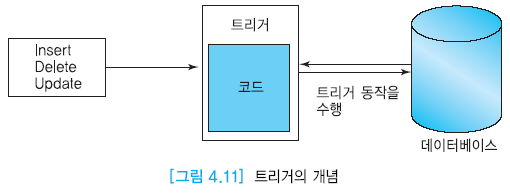 Insert
Delete
Update
트리거
코드
트리거 동작을
수행
데이터베이스
[그림 4.11] 트리거의 개념